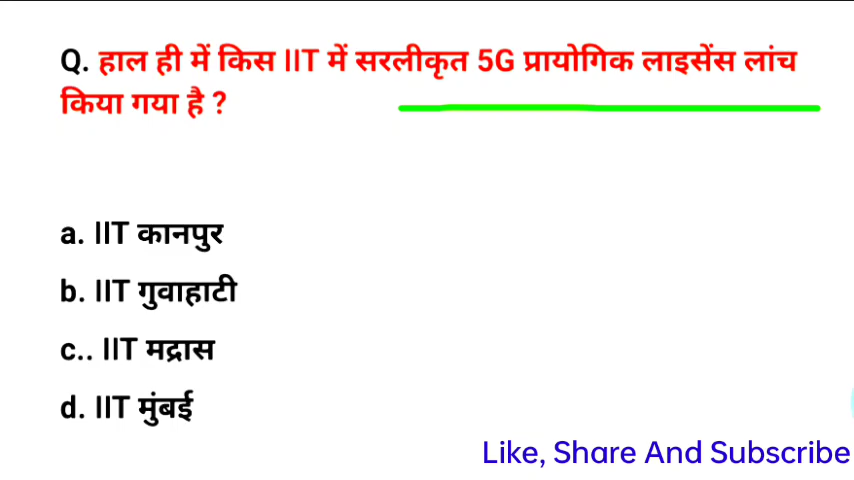 Q. हाल ही में किस IIT में सरलीकृत 5G प्रायोगिक लाइसेंस लांच
किया गया है ?
a. IIT कानपुर
b. IIT गुवाहाटी
c.. IIT मद्रास
d. IIT मुंबई
Like, Share And Subscribe